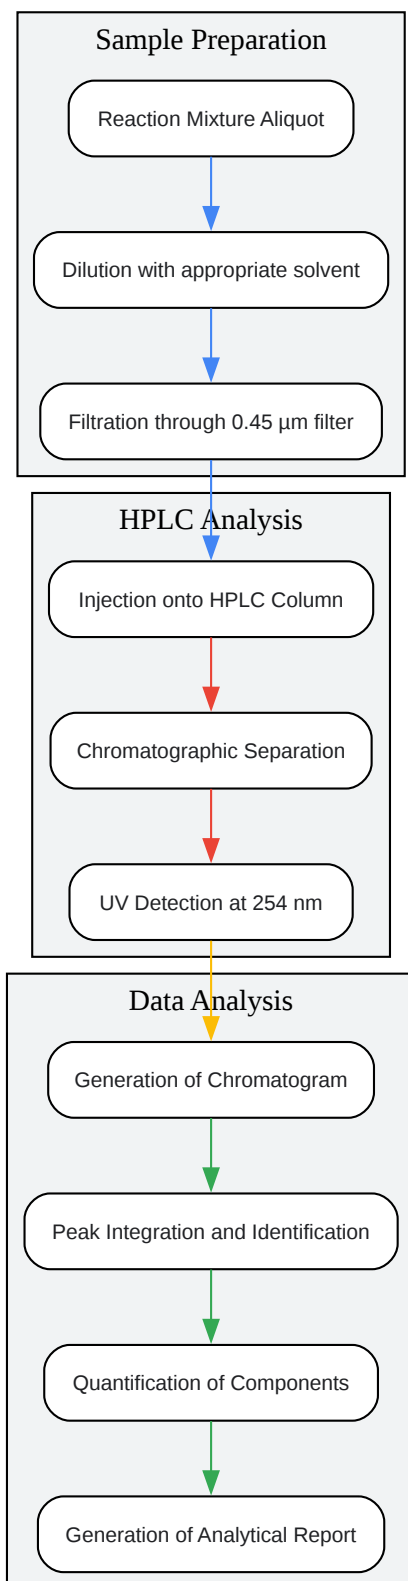 Sample Preparation
Reaction Mixture Aliquot
Dilution with appropriate solvent
Filtration through 0.45 µm filter
HPLC Analysis
Injection onto HPLC Column
Chromatographic Separation
UV Detection at 254 nm
Data Analysis
Generation of Chromatogram
Peak Integration and Identification
Quantification of Components
Generation of Analytical Report